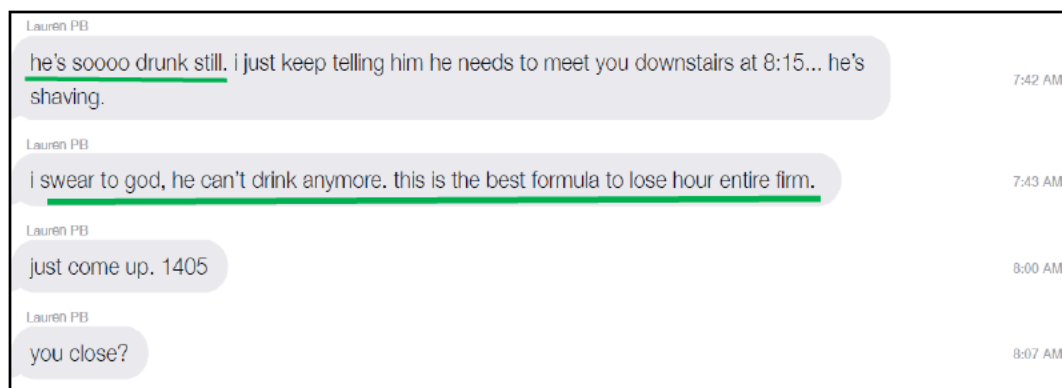 Lauren PB
he's soooo drunk still. i just keep telling him he needs to meet you downstairs at 8:15... he's
shaving.
7:42 AM
Lauren PB
i swear to god, he can't drink anymore. this is the best formula to lose hour entire firm.
7:43 AM
Lauren PB
just come up. 1405
8:00 AM
Lauren PB
you close?
8:07 AM